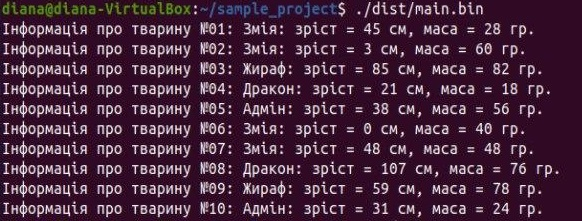 diana@diana-VirtualBox:~/sample_project$ ./dist/main.bin
Інформація про тварину №01: Змія: зріст = 45 см, маса = 28 гр.
Інформація про тварину №02: Змія: зріст = 3 см, маса = 60 гр.
Інформація про тварину №03: Жираф: зріст = 85 см, маса = 82 гр.
Інформація про тварину №04: Дракон: зріст = 21 см, маса = 18 гр.
Інформація про тварину №05: Адмін: зріст = 38 см, маса = 56 гр.
Інформація про тварину №06: Змія: зріст = 0 см, маса = 40 гр.
Інформація про тварину №07: Змія: зріст = 48 см, маса = 48 гр.
Інформація про тварину №08: Дракон: зріст = 107 см, маса = 76 гр.
Інформація про тварину №09: Жираф: зріст = 59 см, маса = 78 гр.
Інформація про тварину №10: Адмін: зріст = 31 см, маса = 24 гр.